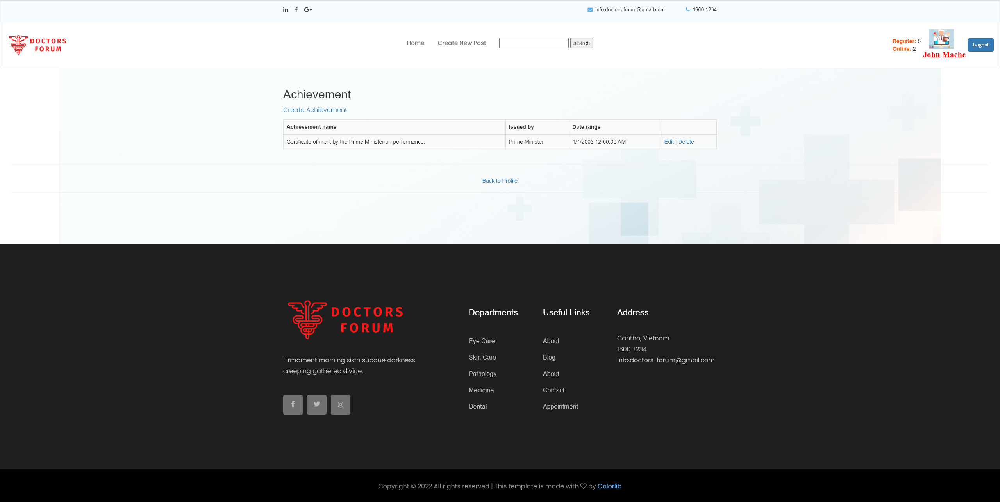 info.doctors-forum@gmail.com 1600-1234
DOCTORS
FORUM
Home Create New Post search
Register: 8
Online: 2
John Mache
Logout
Achievement
Create Achievement
Achievement name Issued by Date range
Certificate of merit by the Prime Minister on performance. Prime Minister 1/1/2003 12:00:00 AM Edit | Delete
Back to Profile
DOCTORS
FORUM
Firmament morning sixth subdue darkness
creeping gathered divide.
Departments
Eye Care
Skin Care
Pathology
Medicine
Dental
Useful Links
About
Blog
About
Contact
Appointment
Address
Cantho, Vietnam
1600-1234
info.doctors-forum@gmail.com
Copyright © 2022 All rights reserved | This template is made with ♡ by Colorlib